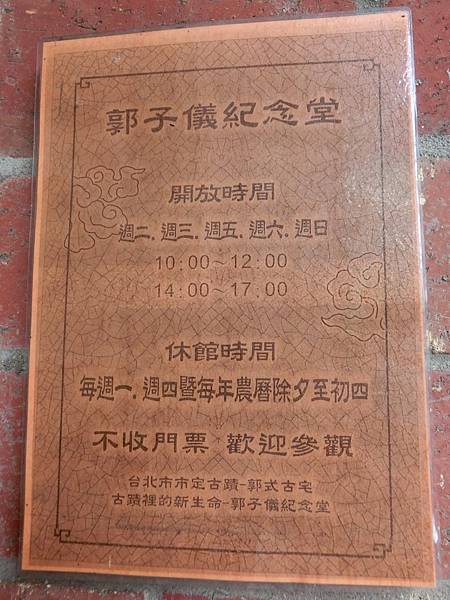 郭子儀紀念堂
開放時間
週二.週三.週五.週六.週日
10:00~12:00
14:00~17:00
休館時間
每週一.週四暨每年農曆除夕至初四
不收門票 歡迎參觀
台北市市定古蹟-郭式古宅
古蹟裡的新生命-郭子儀紀念堂